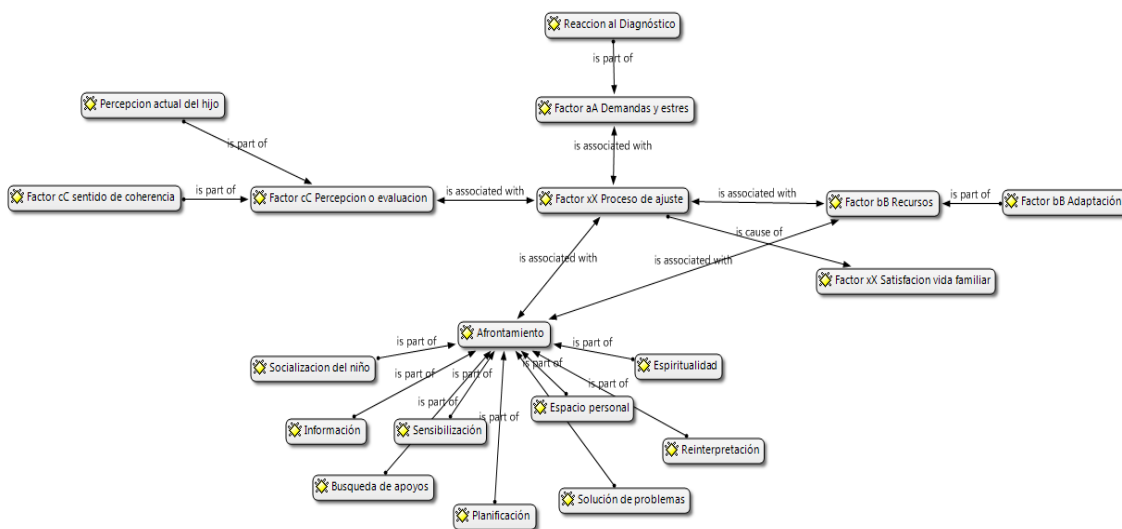 Reaccion al Diagnóstico
is part of
Percepcion actual del hijo
Factor aA Demandas y estres
is part of
is associated with
Factor cC sentido de coherencia
is part of
Factor cC Percepcion o evaluacion
is associated with
Factor xX Proceso de ajuste
is associated with
Factor bB Recursos
is part of
Factor bB Adaptación
is cause of
is associated with
is associated with
Factor xX Satisfacion vida familiar
Afrontamiento
is part of
is part of
Socializacion del niño
is part of
is part of
is part of
Espiritualidad
is part of
is part of
is part of
is part of
Espacio personal
Información
Sensibilización
Reinterpretación
Busqueda de apoyos
Solución de problemas
Planificación